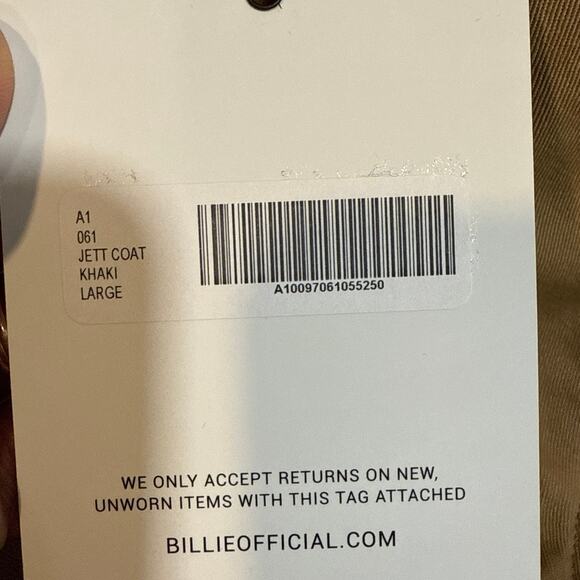 A1
061
JETT COAT
KHAKI
LARGE
A10097061055250
WE ONLY ACCEPT RETURNS ON NEW,
UNWORN ITEMS WITH THIS TAG ATTACHED
BILLIEOFFICIAL.COM